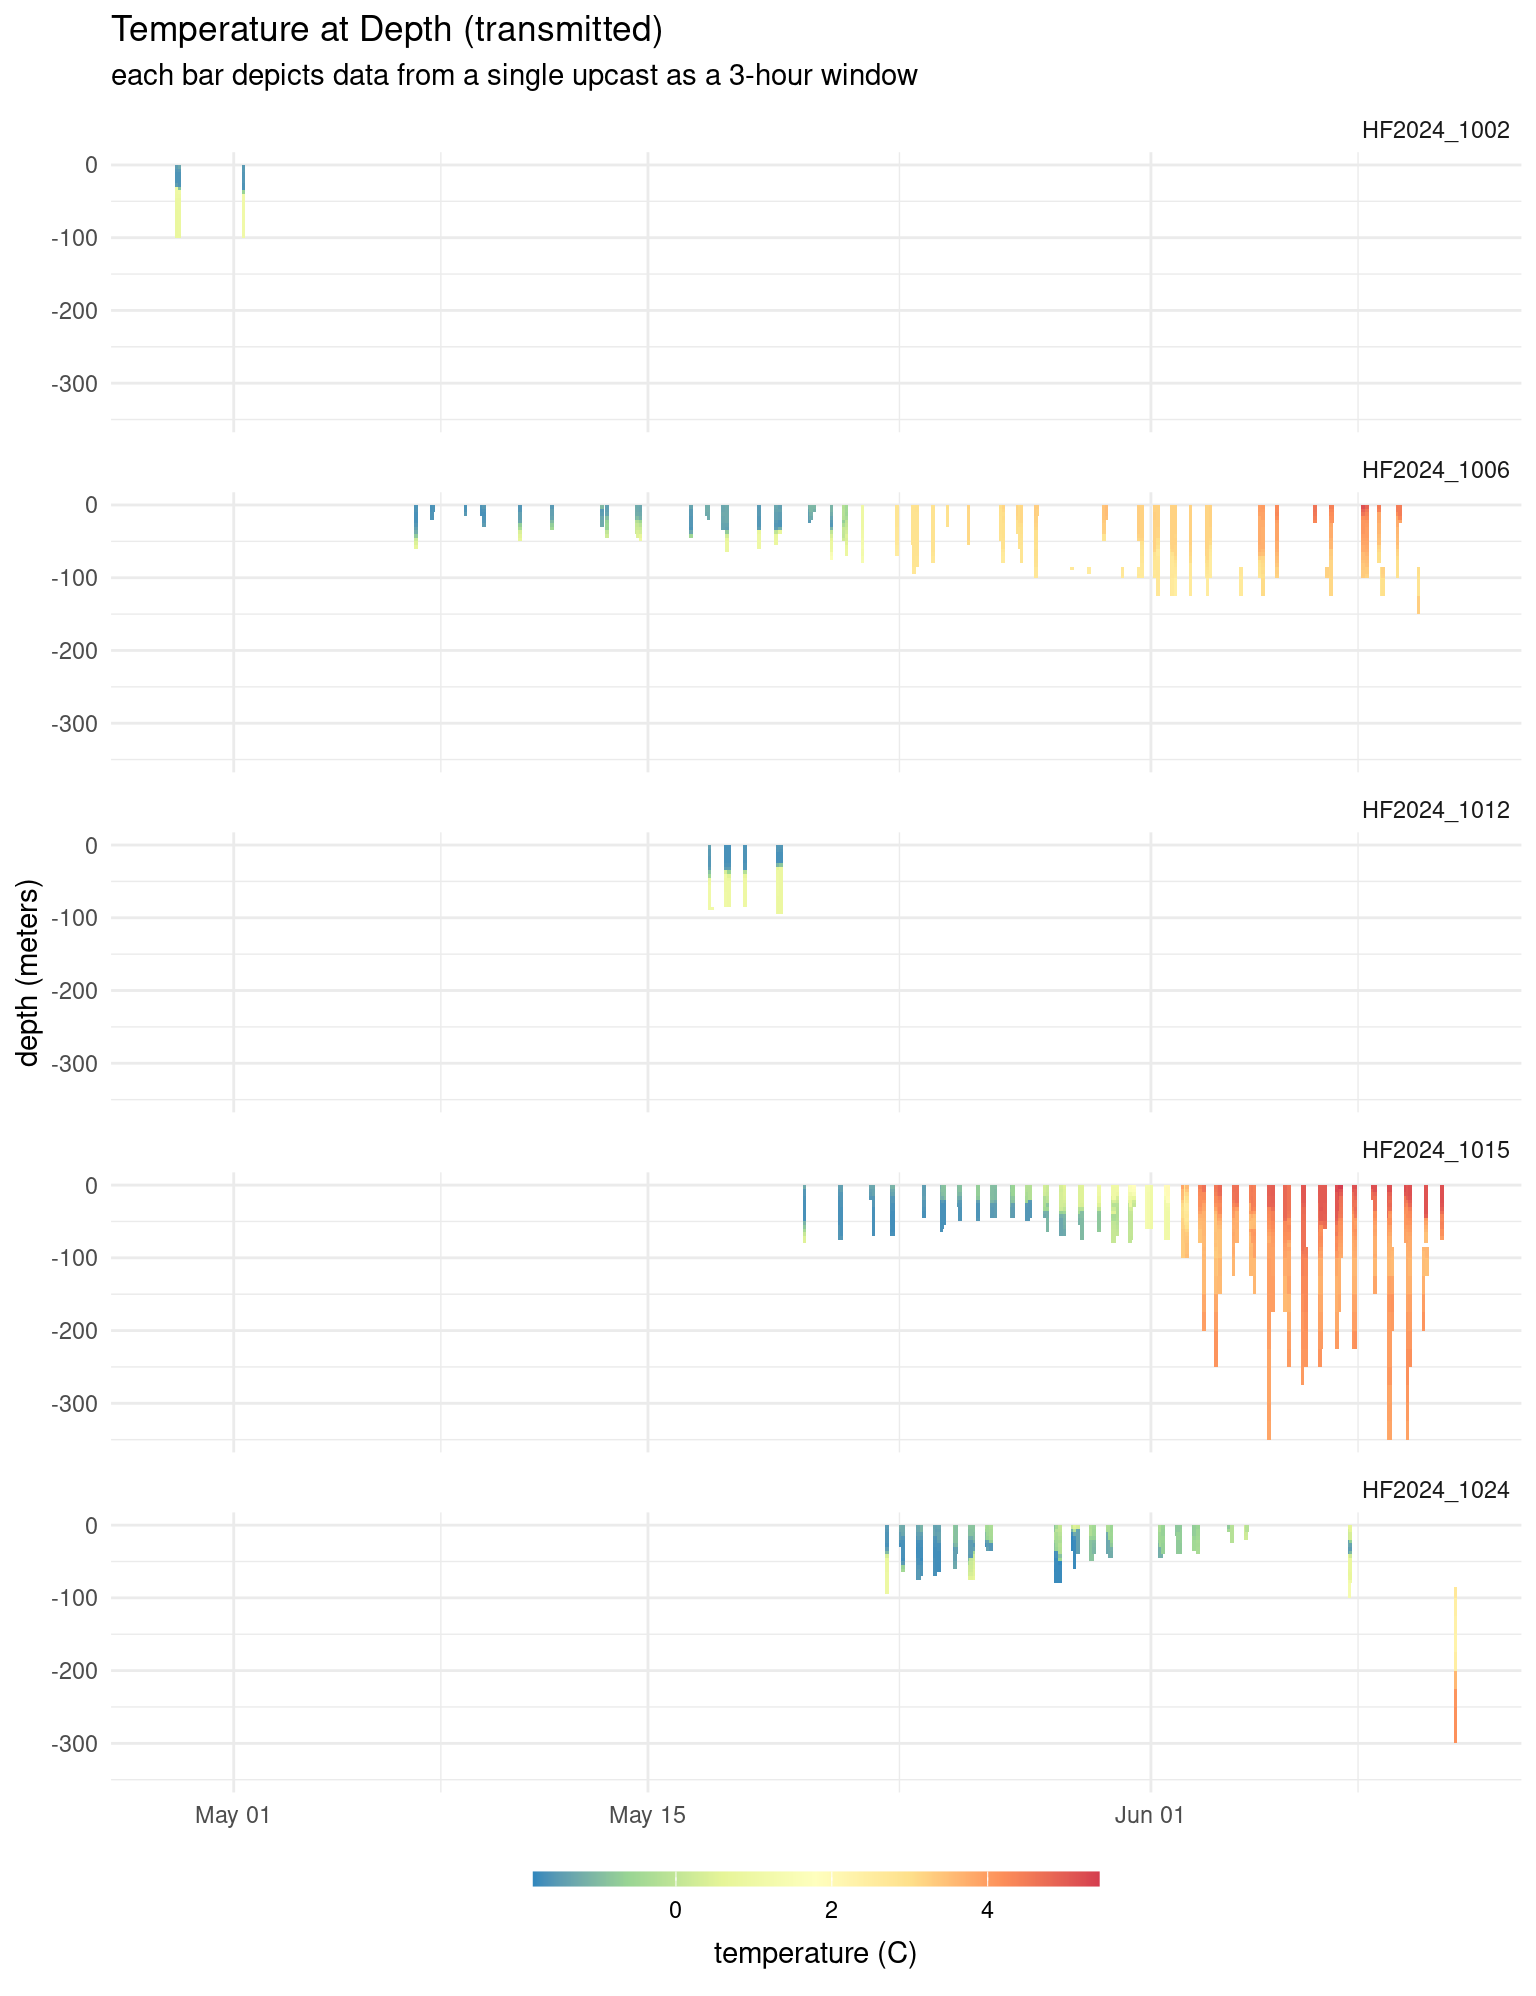 Temperature at Depth (transmitted)
each bar depicts data from a single upcast as a 3-hour window
HF2024_1002
0
-100
-200
-300
HF2024_1006
0
-100
-200
-300
HF2024_1012
0
-100
-200
-300
depth (meters)
HF2024_1015
0
-100
-200
-300
HF2024_1024
0
-100
-200
-300
May 01 May 15 Jun 01
0 2 4
temperature (C)